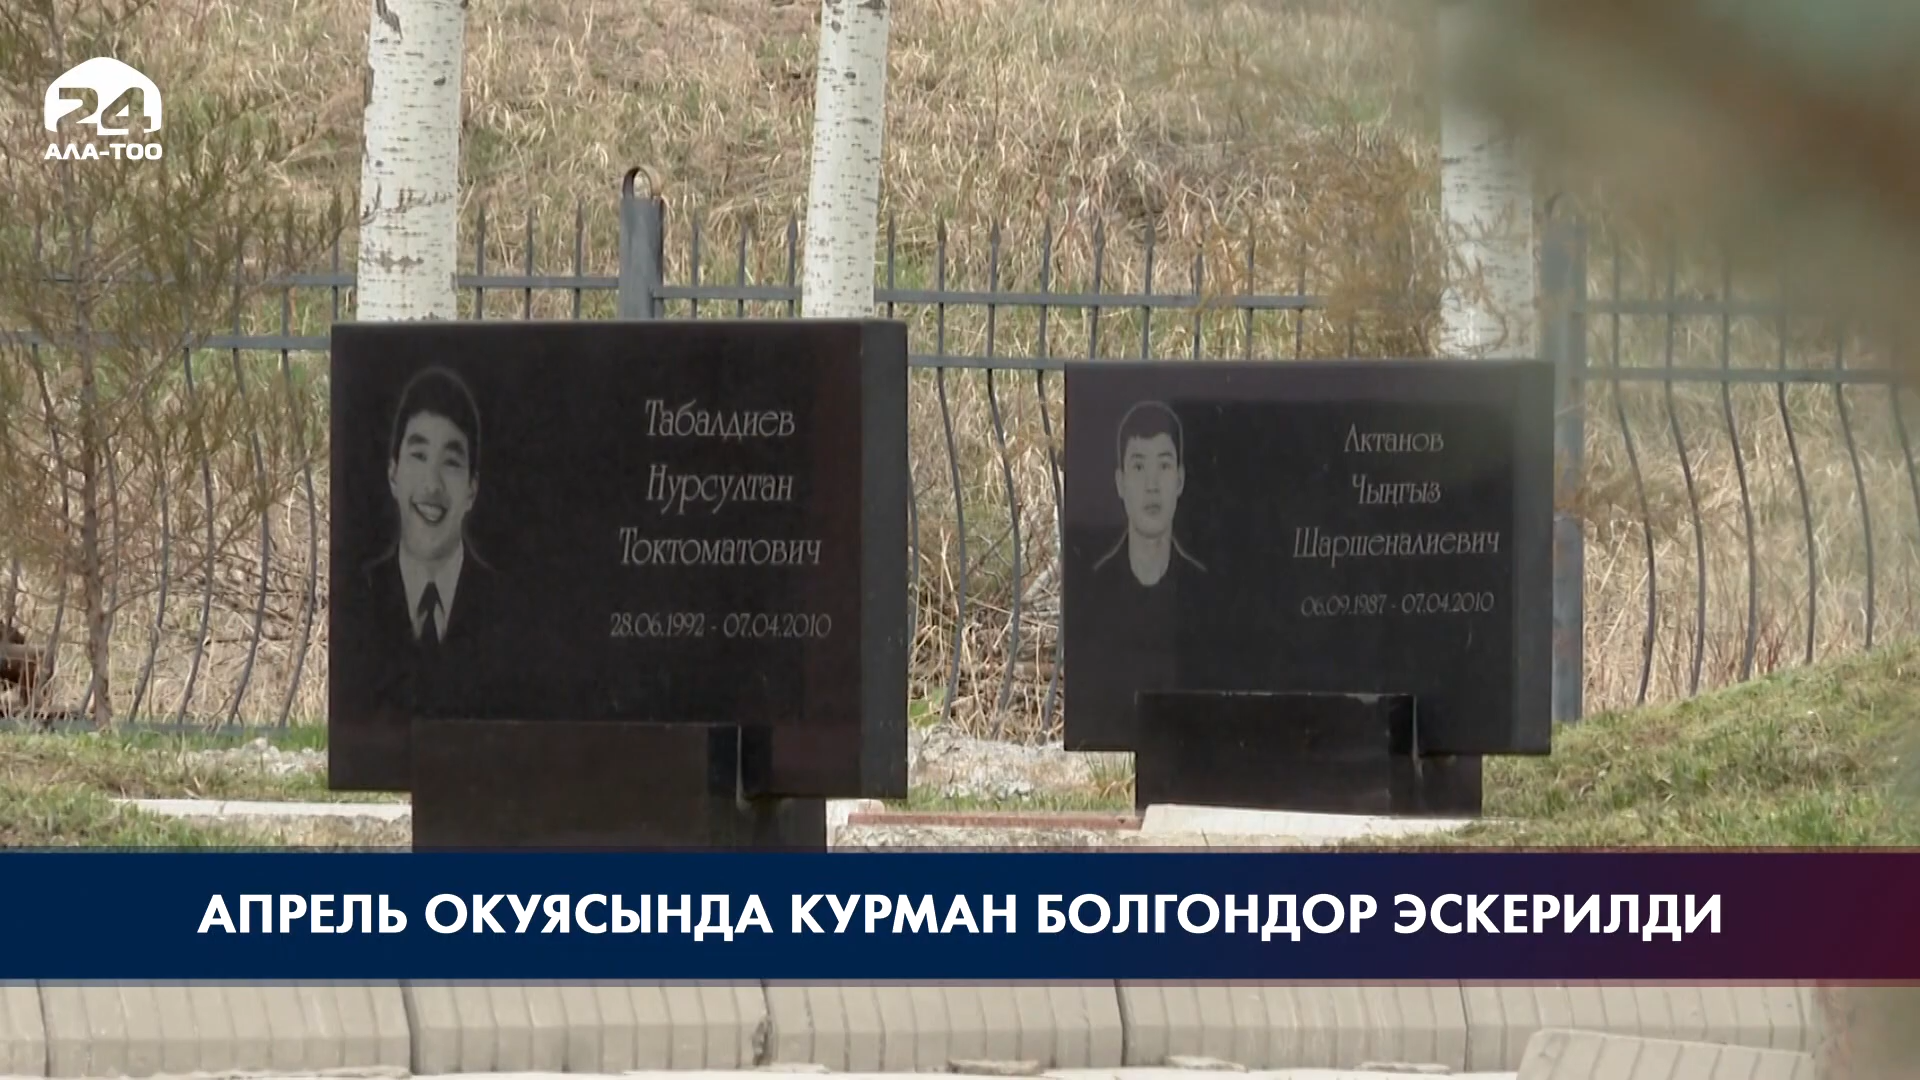 24
АЛА-ТОО
Табалдиев
Нурсултан
Токтоматович
28.06.1992 - 07.04.2010
Актанов
Чыңгыз
Шаршеналиевич
06.09.1987 - 07.04.2010
АПРЕЛЬ ОКУЯСЫНДА КУРМАН БОЛГОНДОР ЭСКЕРИЛДИ